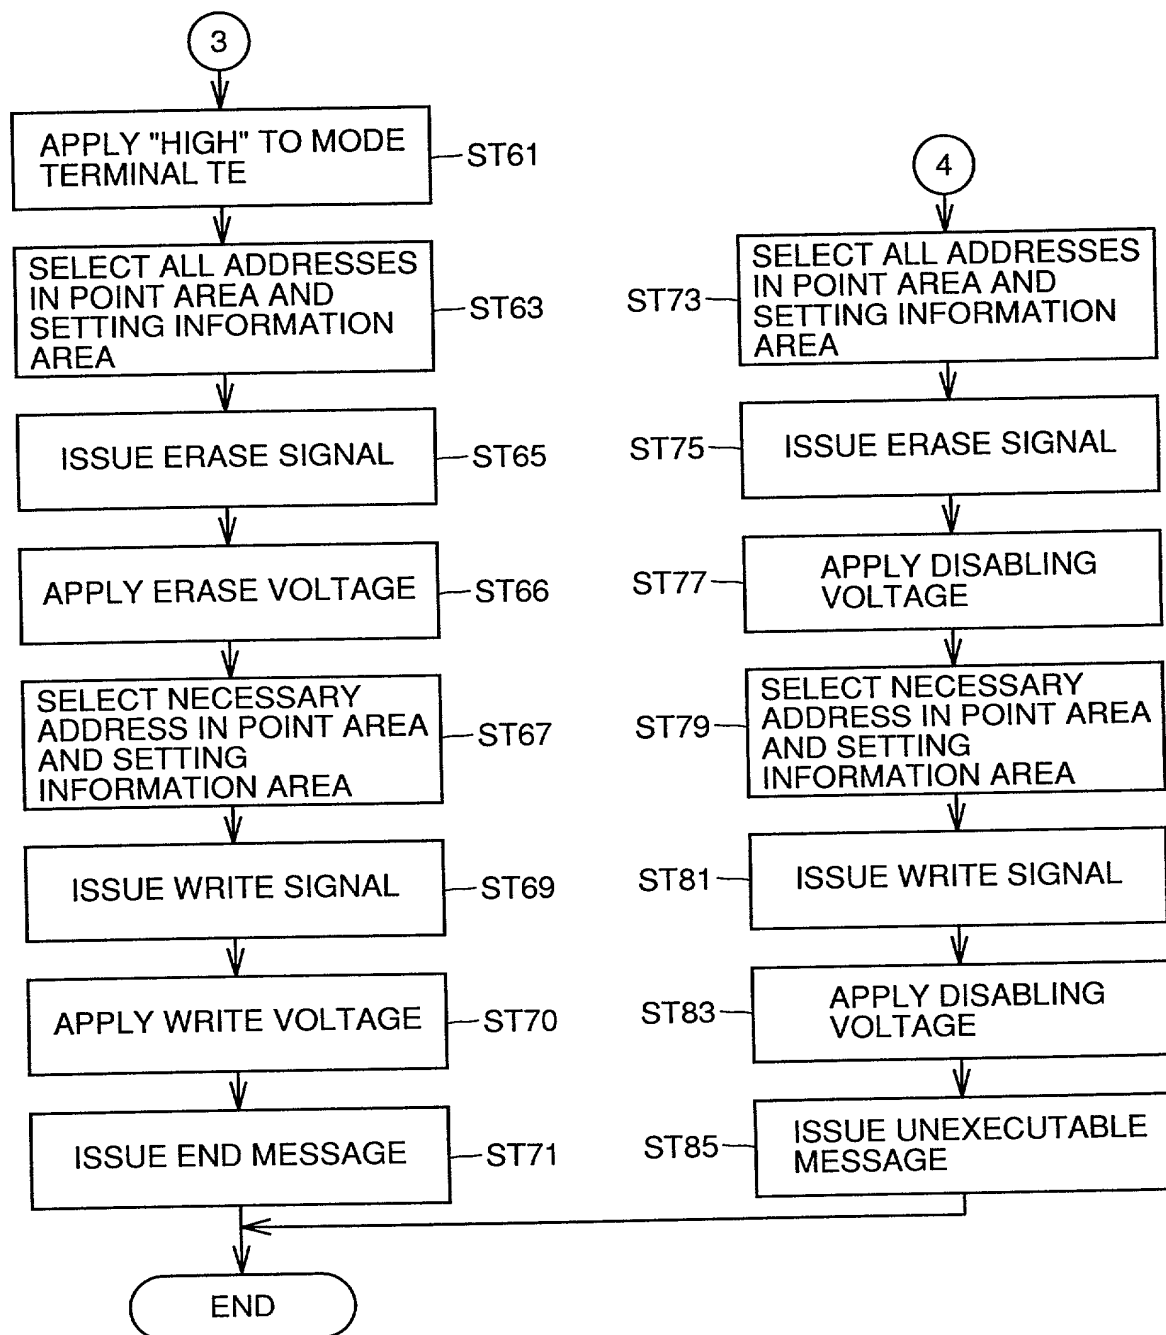 3
APPLY "HIGH" TO MODE
TERMINAL TE
ST61
SELECT ALL ADDRESSES
IN POINT AREA AND
SETTING INFORMATION
AREA
ST63
ISSUE ERASE SIGNAL
ST65
APPLY ERASE VOLTAGE
ST66
SELECT NECESSARY
ADDRESS IN POINT AREA
AND SETTING
INFORMATION AREA
ST67
ISSUE WRITE SIGNAL
ST69
APPLY WRITE VOLTAGE
ST70
ISSUE END MESSAGE
ST71
4
SELECT ALL ADDRESSES
IN POINT AREA AND
SETTING INFORMATION
AREA
ST73
ISSUE ERASE SIGNAL
ST75
APPLY DISABLING
VOLTAGE
ST77
SELECT NECESSARY
ADDRESS IN POINT AREA
AND SETTING
INFORMATION AREA
ST79
ISSUE WRITE SIGNAL
ST81
APPLY DISABLING
VOLTAGE
ST83
ISSUE UNEXECUTABLE
MESSAGE
ST85
END